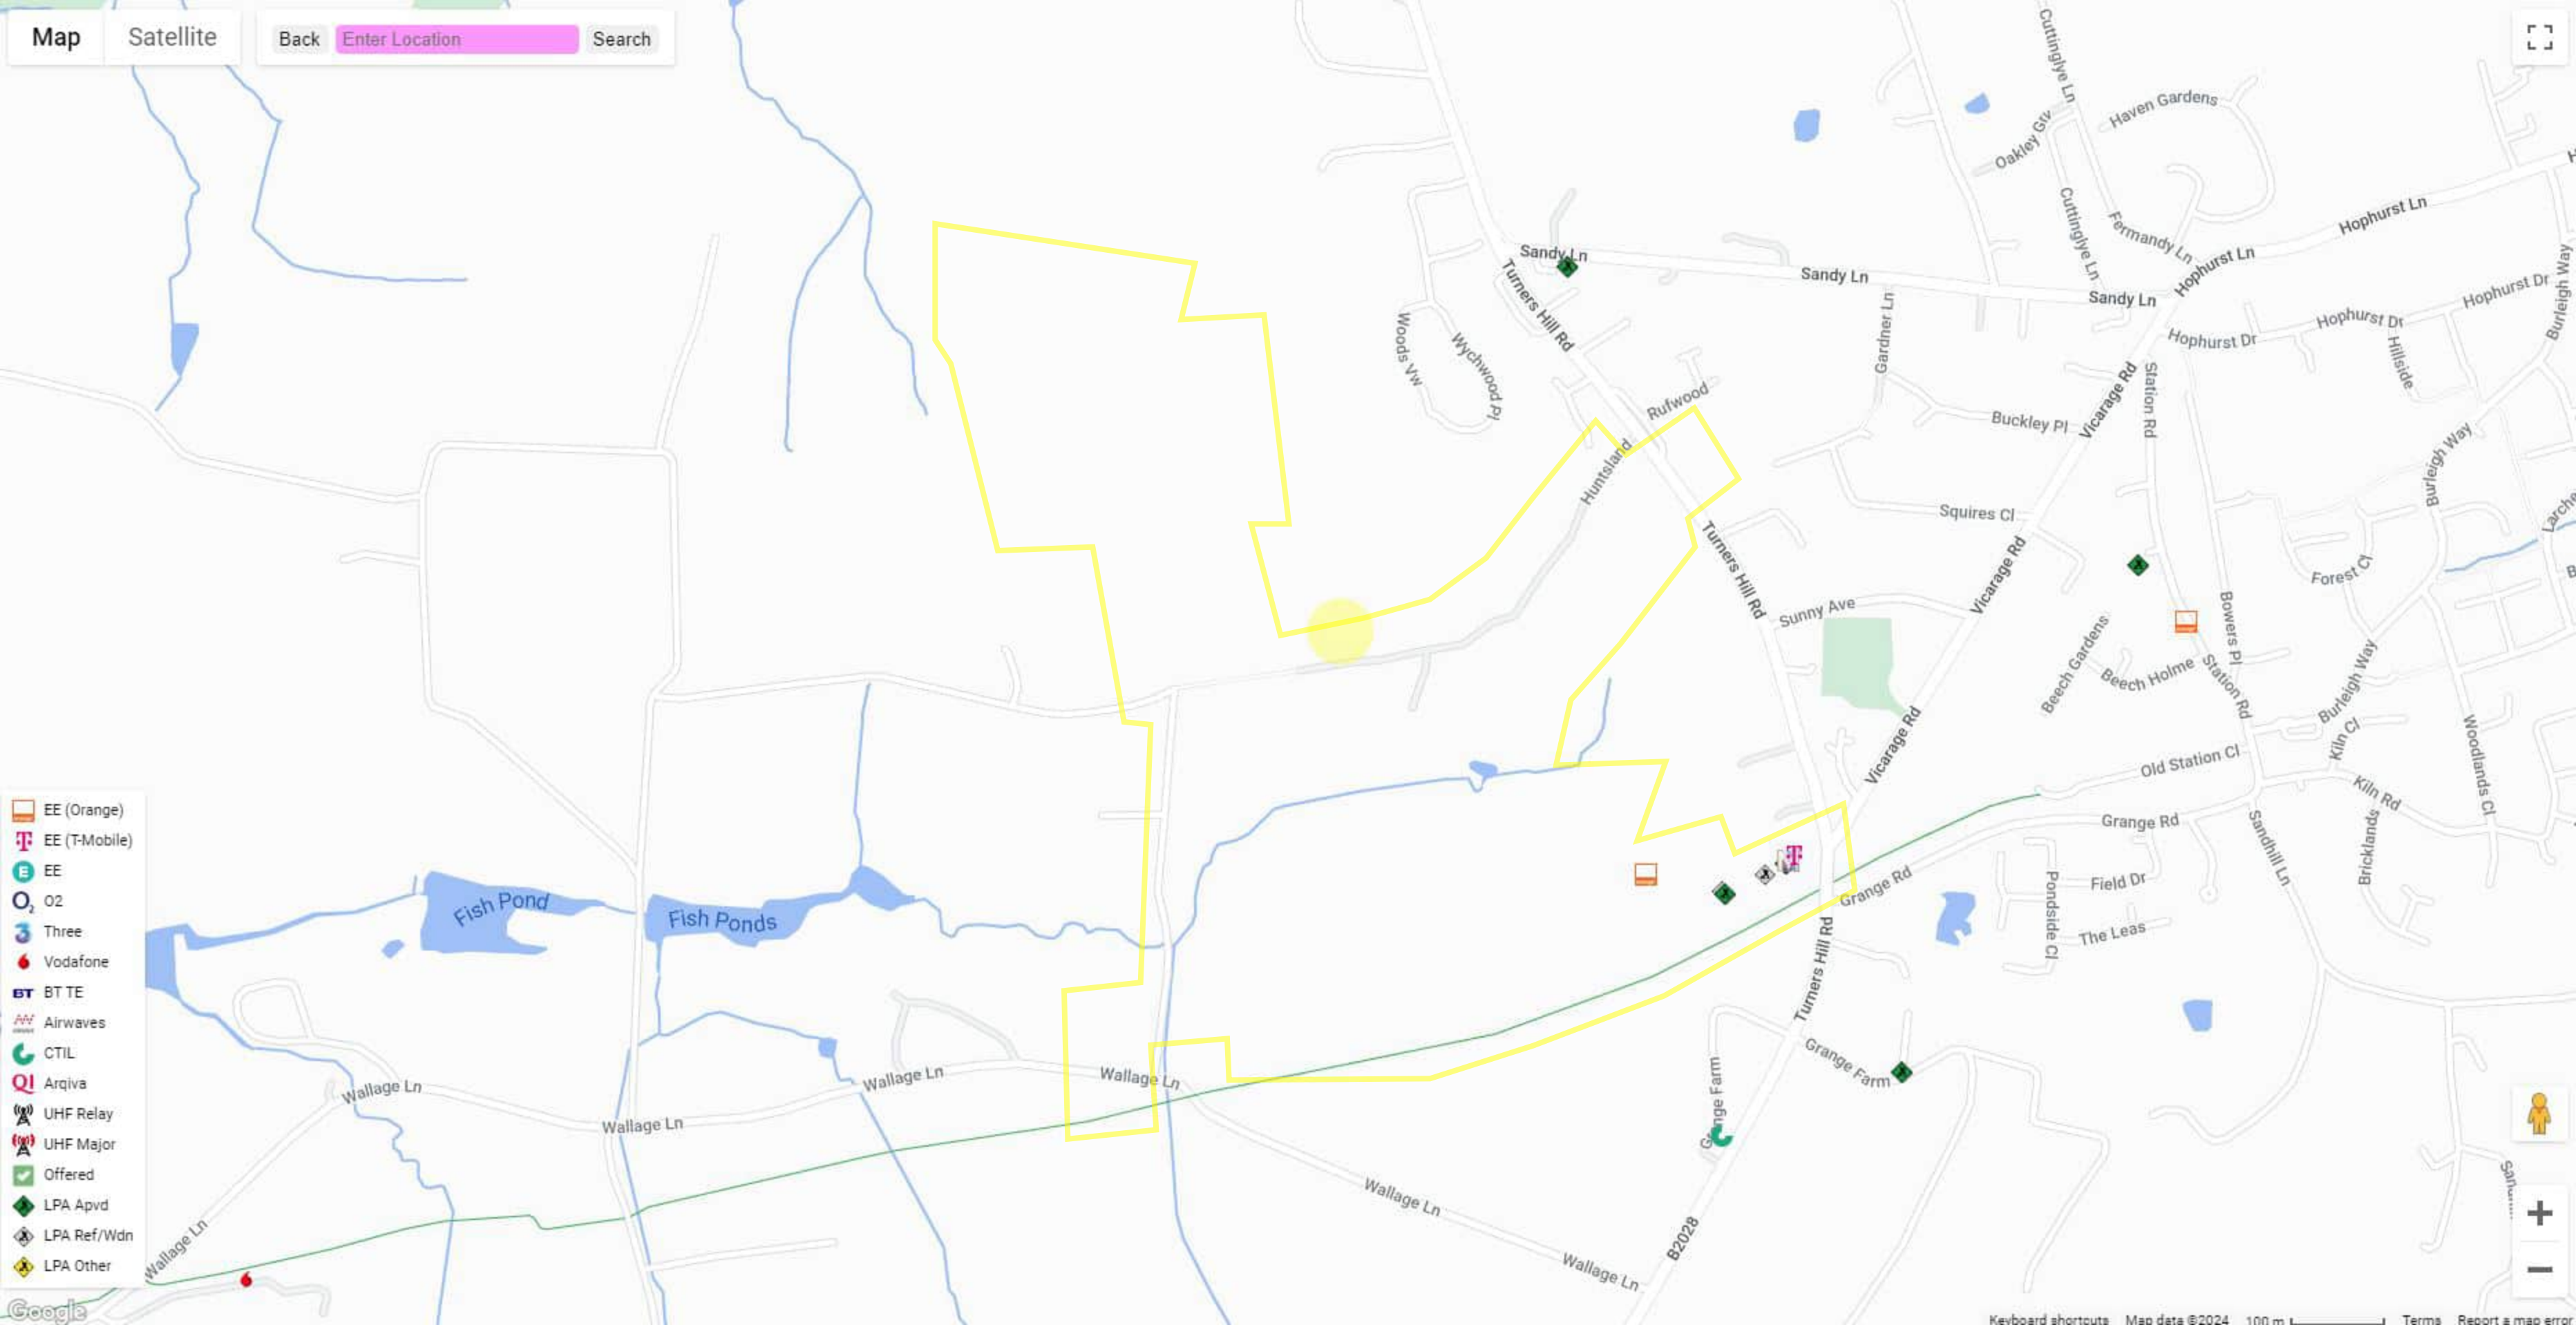 Map
Satellite
Back
Enter Location
Search
Cuttinglye Ln
Haven Gardens
Oakley Grv
Cuttinglye Ln
Fermandy Ln
Hophurst Ln
Hophurst Ln
Sandy Ln
Sandy Ln
Sandy Ln
Turners Hill Rd
Hophurst Dr
Hophurst Dr
Hophurst Dr
Burleigh Way
Woods Vw
Wychwood Pl
Gardner Ln
Hillside
Rufwood
Vicarage Rd
Station Rd
Buckley Pl
Huntsland
Burleigh Way
Squires Cl
Turners Hill Rd
Vicarage Rd
Forest Cl
Sunny Ave
Bowers Pl
Beech Gardens
Beech Holme
Station Rd
Burleigh Way
Vicarage Rd
Kiln Cl
Old Station Cl
Woodlands Cl
Kiln Rd
Grange Rd
Sandhill Ln
Bricklands
Grange Rd
Field Dr
Pondside Cl
The Leas
Fish Pond
Fish Ponds
Turners Hill Rd
Grange Farm
Grange Farm
Wallage Ln
Wallage Ln
Wallage Ln
Wallage Ln
Wallage Ln
Wallage Ln
Wallage Ln
B2028
EE (Orange)
EE (T-Mobile)
EE
O2
Three
Vodafone
BT TE
Airwaves
CTIL
Arqiva
UHF Relay
UHF Major
Offered
LPA Apvd
LPA Ref/Wdn
LPA Other
Google
Keyboard shortcuts
Map data ©2024
100 m
Terms
Report a map error